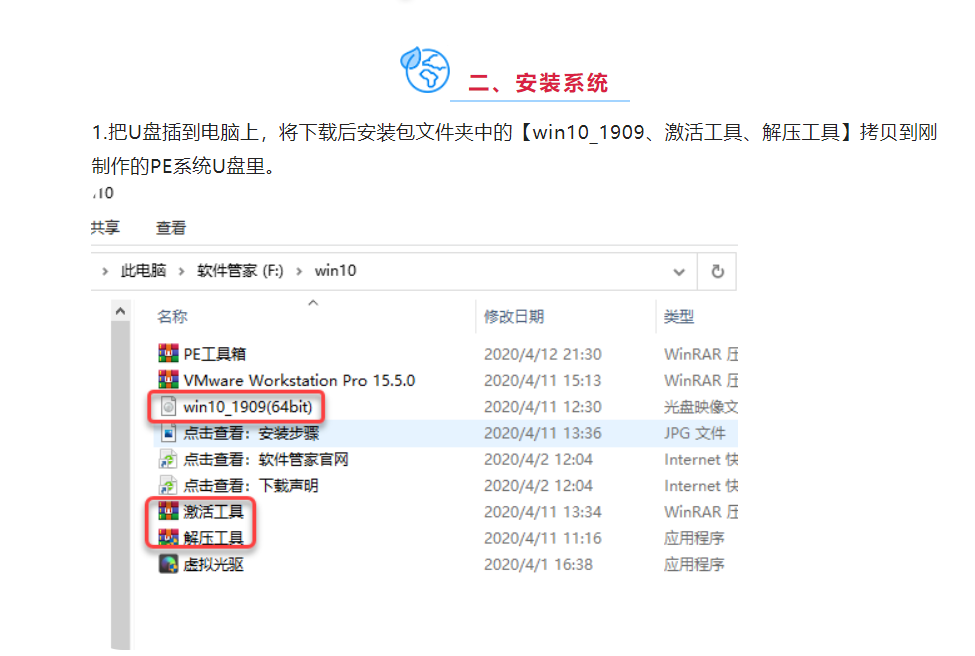 二、安装系统
1.把U盘插到电脑上，将下载后安装包文件夹中的【win10_1909、激活工具、解压工具】拷贝到刚
制作的PE系统U盘里。
10
共享 查看
> 此电脑 > 软件管家 (F:) > win10
名称 修改日期 类型
PE工具箱 2020/4/12 21:30 WinRAR 压
VMware Workstation Pro 15.5.0 2020/4/11 15:13 WinRAR 压
win10_1909(64bit) 2020/4/11 12:30 光盘映像文
点击查看：安装步骤 2020/4/11 13:36 JPG 文件
点击查看：软件管家官网 2020/4/2 12:04 Internet 快
点击查看：下载声明 2020/4/2 12:04 Internet 快
激活工具 2020/4/11 13:34 WinRAR 压
解压工具 2020/4/11 11:16 应用程序
虚拟光驱 2020/4/1 16:38 应用程序